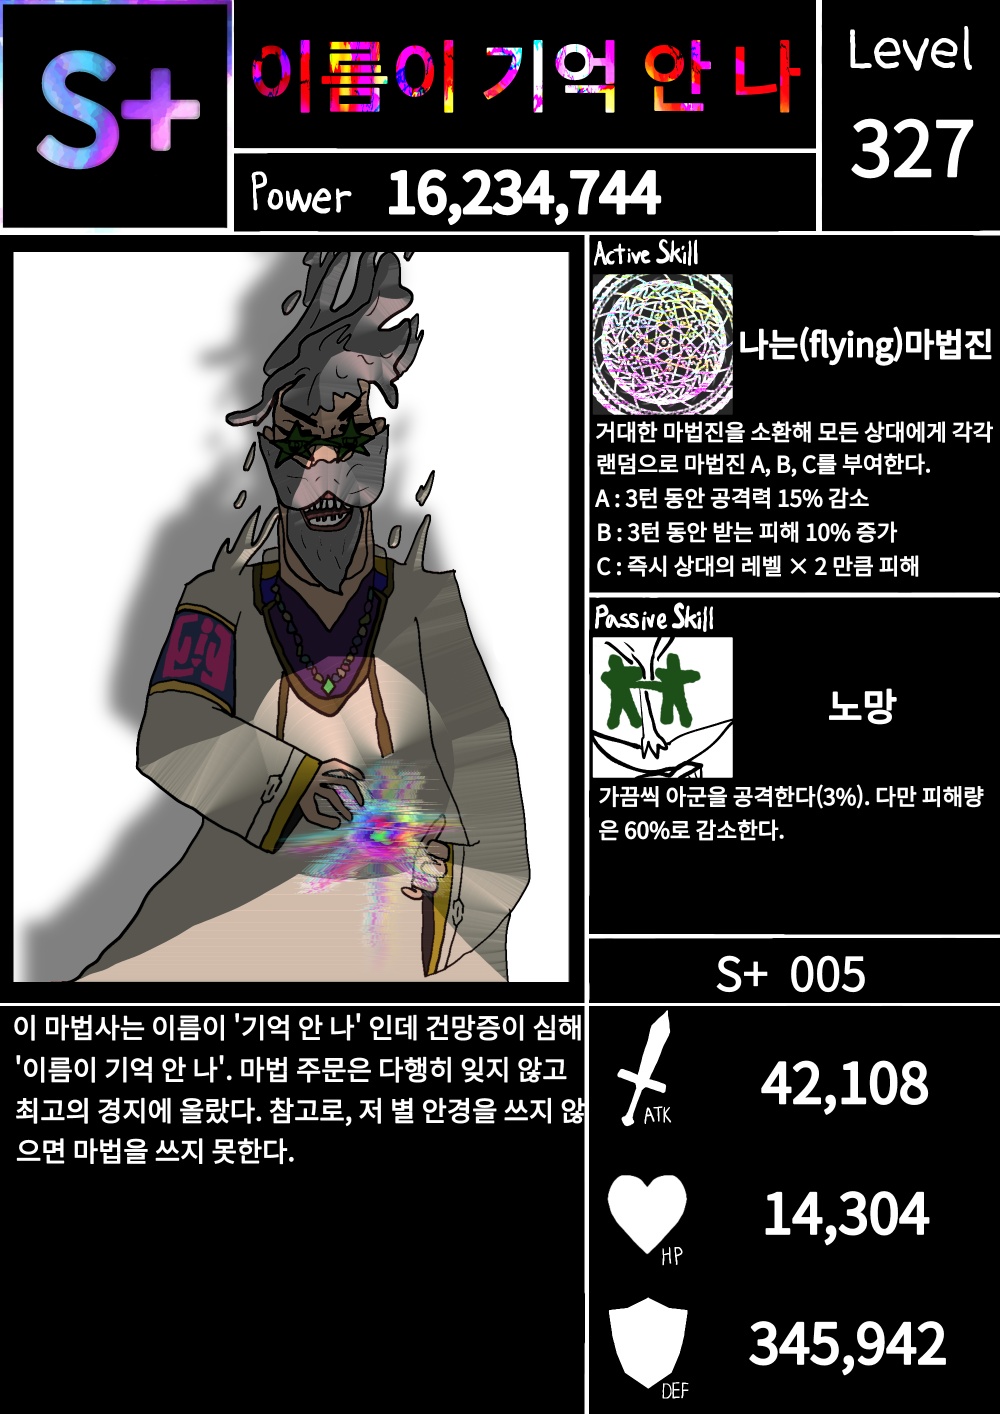 S+
이름이 기억 안 나
Level
327
Power 16,234,744
Active Skill
나는(flying)마법진
거대한 마법진을 소환해 모든 상대에게 각각
랜덤으로 마법진 A, B, C를 부여한다.
A : 3턴 동안 공격력 15% 감소
B : 3턴 동안 받는 피해 10% 증가
C : 즉시 상대의 레벨 × 2 만큼 피해
Passive Skill
노망
가끔씩 아군을 공격한다(3%). 다만 피해량
은 60%로 감소한다.
S+ 005
이 마법사는 이름이 '기억 안 나' 인데 건망증이 심해
'이름이 기억 안 나'. 마법 주문은 다행히 잊지 않고
최고의 경지에 올랐다. 참고로, 저 별 안경을 쓰지 않
으면 마법을 쓰지 못한다.
ATK 42,108
HP 14,304
DEF 345,942